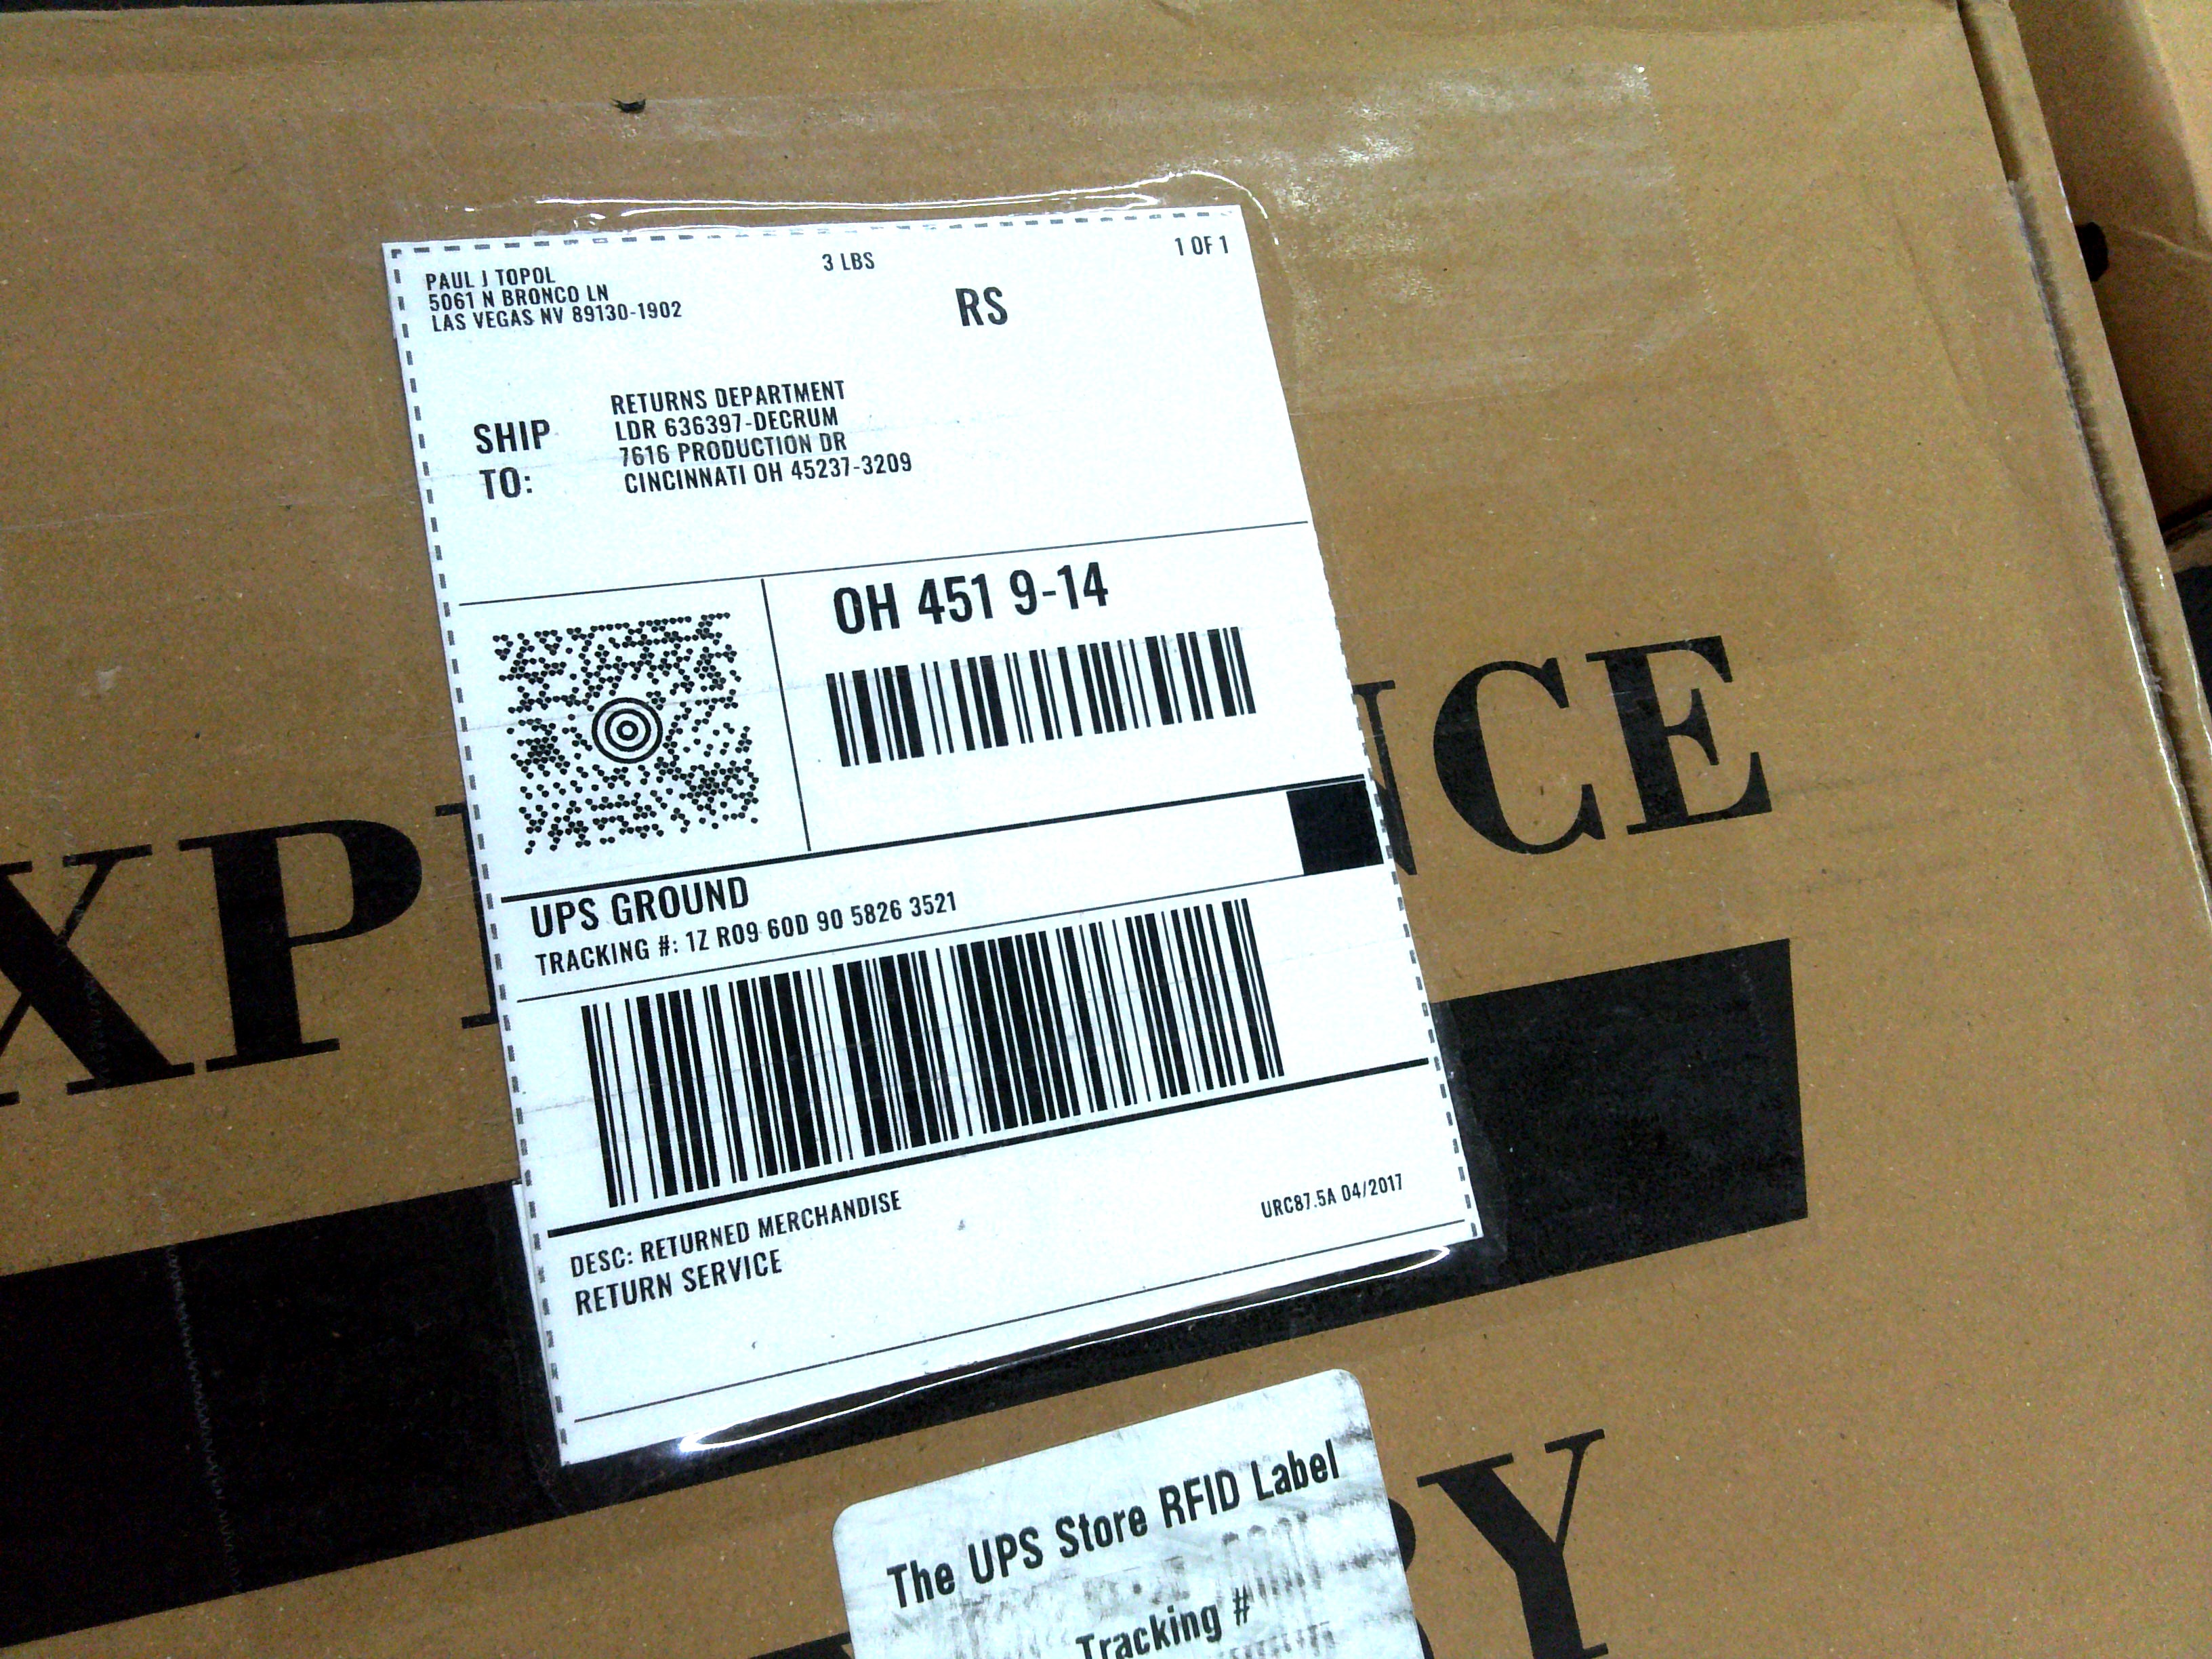 PAUL J TOPOL
5061 N BRONCO LN
LAS VEGAS NV 89130-1902
3 LBS
1 OF 1
RS
SHIP
TO:
RETURNS DEPARTMENT
LDR 636397-DECRUM
7616 PRODUCTION DR
CINCINNATI OH 45237-3209
OH 451 9-14
UPS GROUND
TRACKING #: 1Z R09 60D 90 5826 3521
DESC: RETURNED MERCHANDISE
RETURN SERVICE
URC87.5A 04/2017
XP
NCE
The UPS Store RFID Label
Tracking #